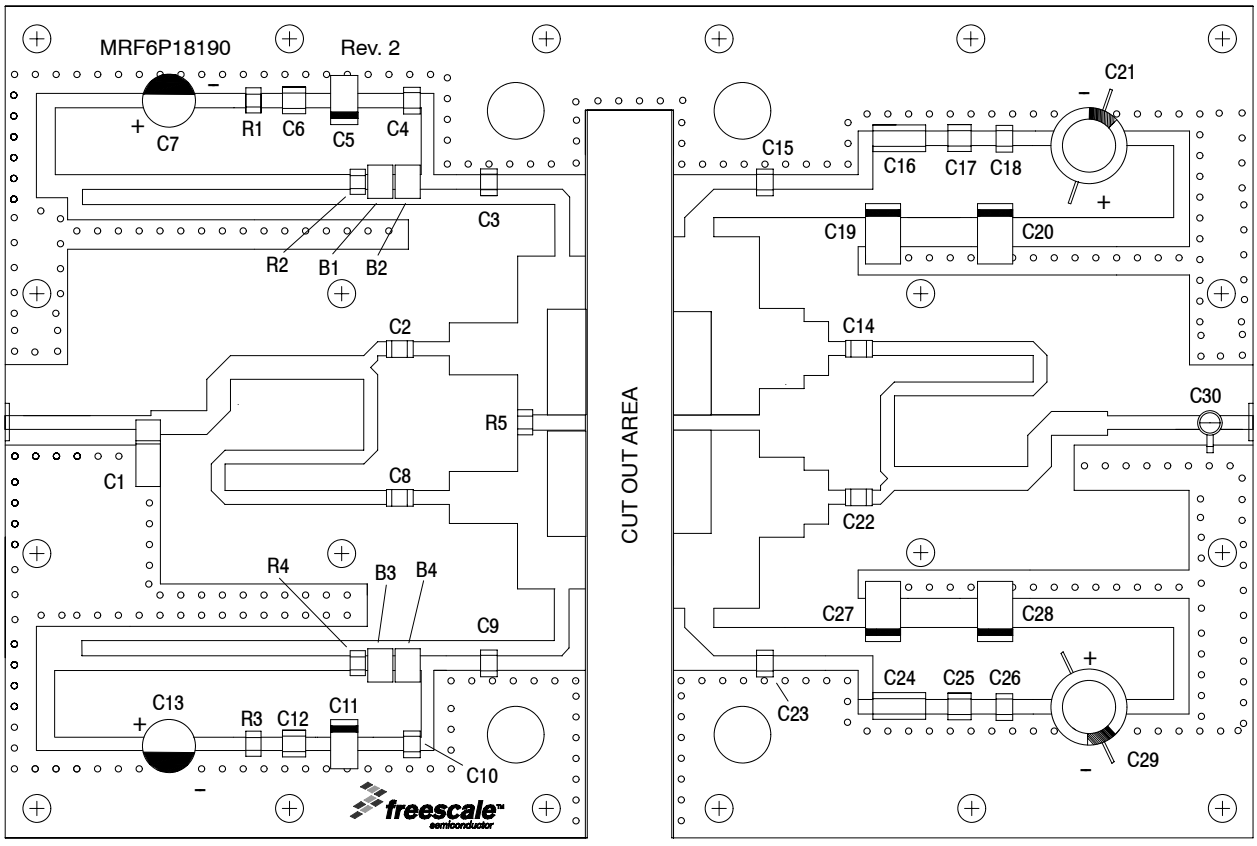 MRF6P18190 Rev. 2
C21
-
-
+
C7
R1
C6
C5
C4
C15
C16
C17
C18
+
C3
C19
C20
R2
B1
B2
C2
C14
C30
R5
CUT OUT AREA
C1
C8
C22
R4
B3
B4
C9
C27
C28
C13
+
R3
C12
C11
C24
C25
C26
+
C23
C10
C29
-
-
freescale™
semiconductor